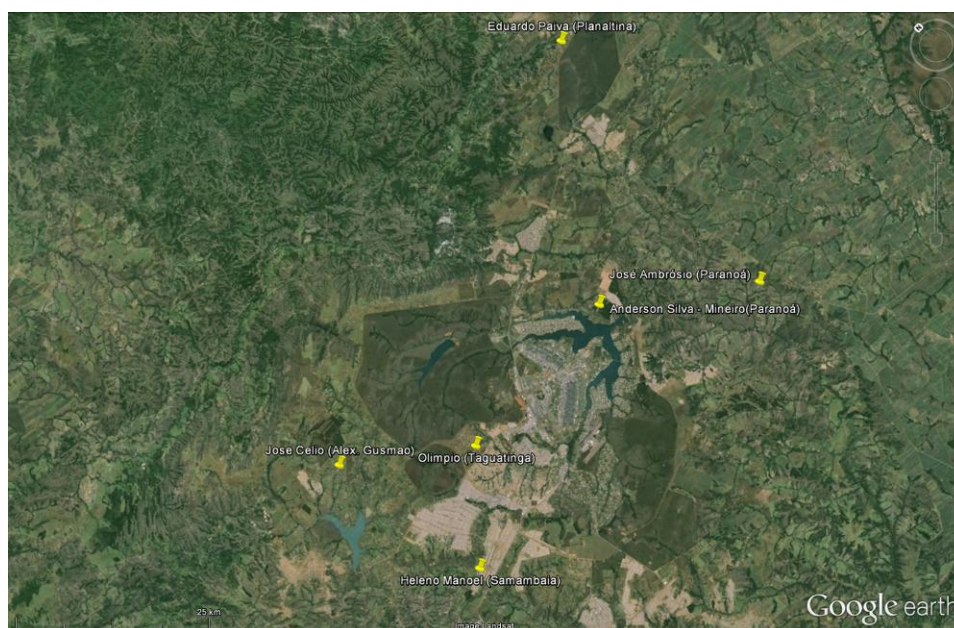 Eduardo Paiva (Planaltina)
José Ambrósio (Paranoá)
Anderson Silva - Mineiro(Paranoá)
Jose Celio (Alex. Gusmao)
Olimpio (Taguatinga)
Heleno Manoel (Samambaia)
25 km
Image Landsat
Google earth